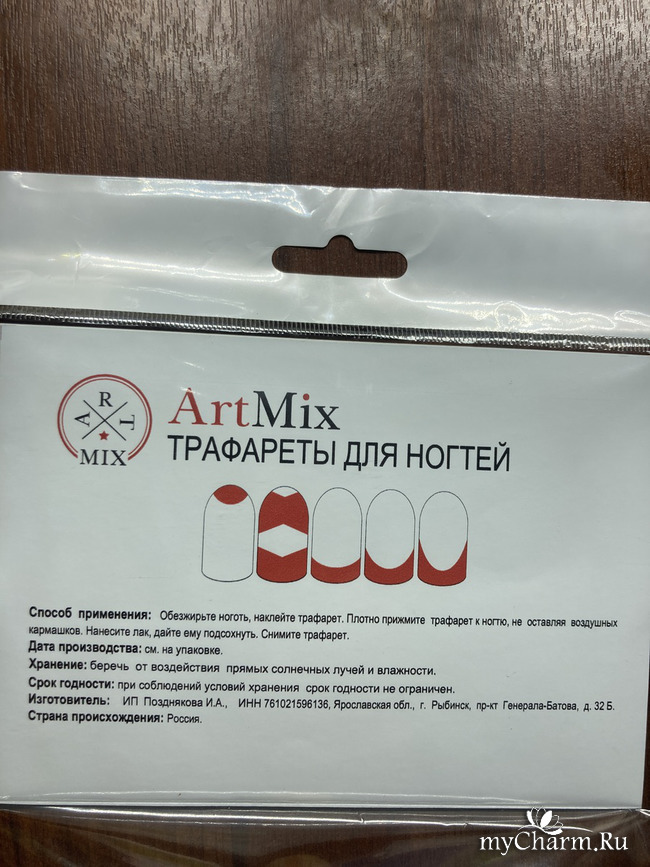 ART
MIX
ArtMix
ТРАФАРЕТЫ ДЛЯ НОГТЕЙ
Способ применения: Обезжирьте ноготь, наклейте трафарет. Плотно прижмите трафарет к ногтю, не оставляя воздушных
кармашков. Нанесите лак, дайте ему подсохнуть. Снимите трафарет.
Дата производства: см. на упаковке.
Хранение: беречь от воздействия прямых солнечных лучей и влажности.
Срок годности: при соблюдений условий хранения срок годности не ограничен.
Изготовитель: ИП Позднякова И.А., ИНН 761021596136, Ярославская обл., г. Рыбинск, пр-кт Генерала-Батова, д. 32 Б.
Страна происхождения: Россия.
myCharm.Ru